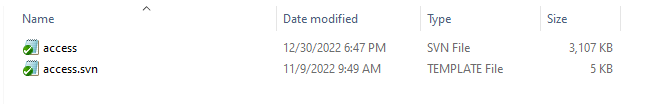 Name Date modified Type Size
access 12/30/2022 6:47 PM SVN File 3,107 KB
access.svn 11/9/2022 9:49 AM TEMPLATE File 5 KB